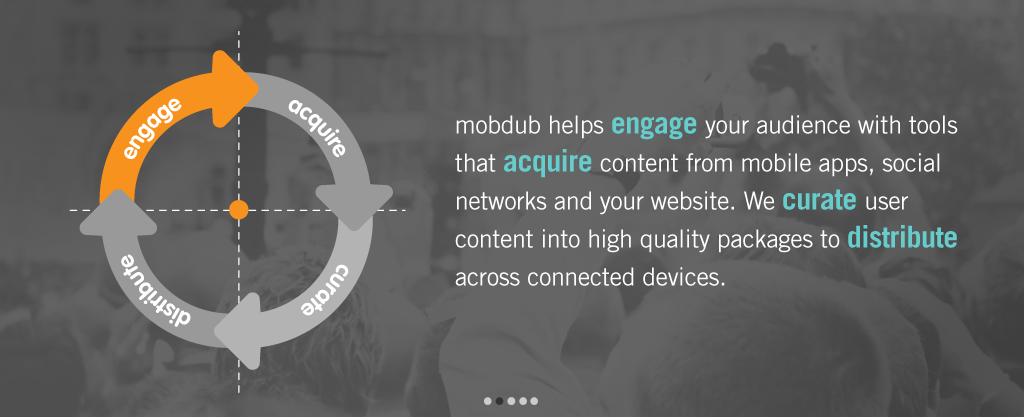 engage
acquire
curate
distribute
mobdub helps engage your audience with tools
that acquire content from mobile apps, social
networks and your website. We curate user
content into high quality packages to distribute
across connected devices.